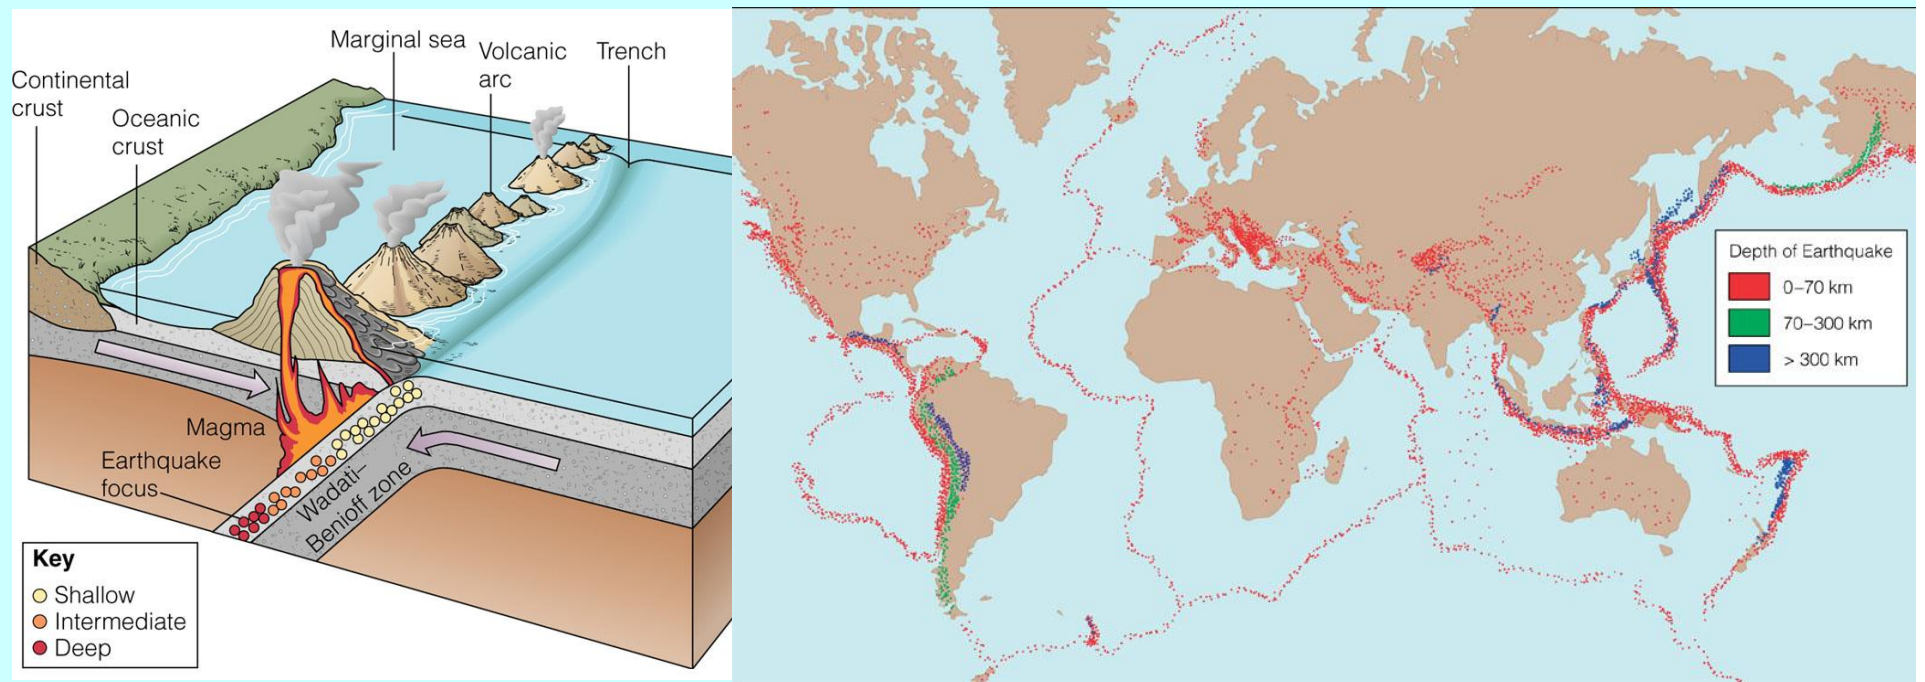 Marginal sea
Volcanic
arc
Trench
Continental
crust
Oceanic
crust
Magma
Earthquake
focus
Wadati–
Benioff zone
Key
Shallow
Intermediate
Deep
Depth of Earthquake
0–70 km
70–300 km
> 300 km